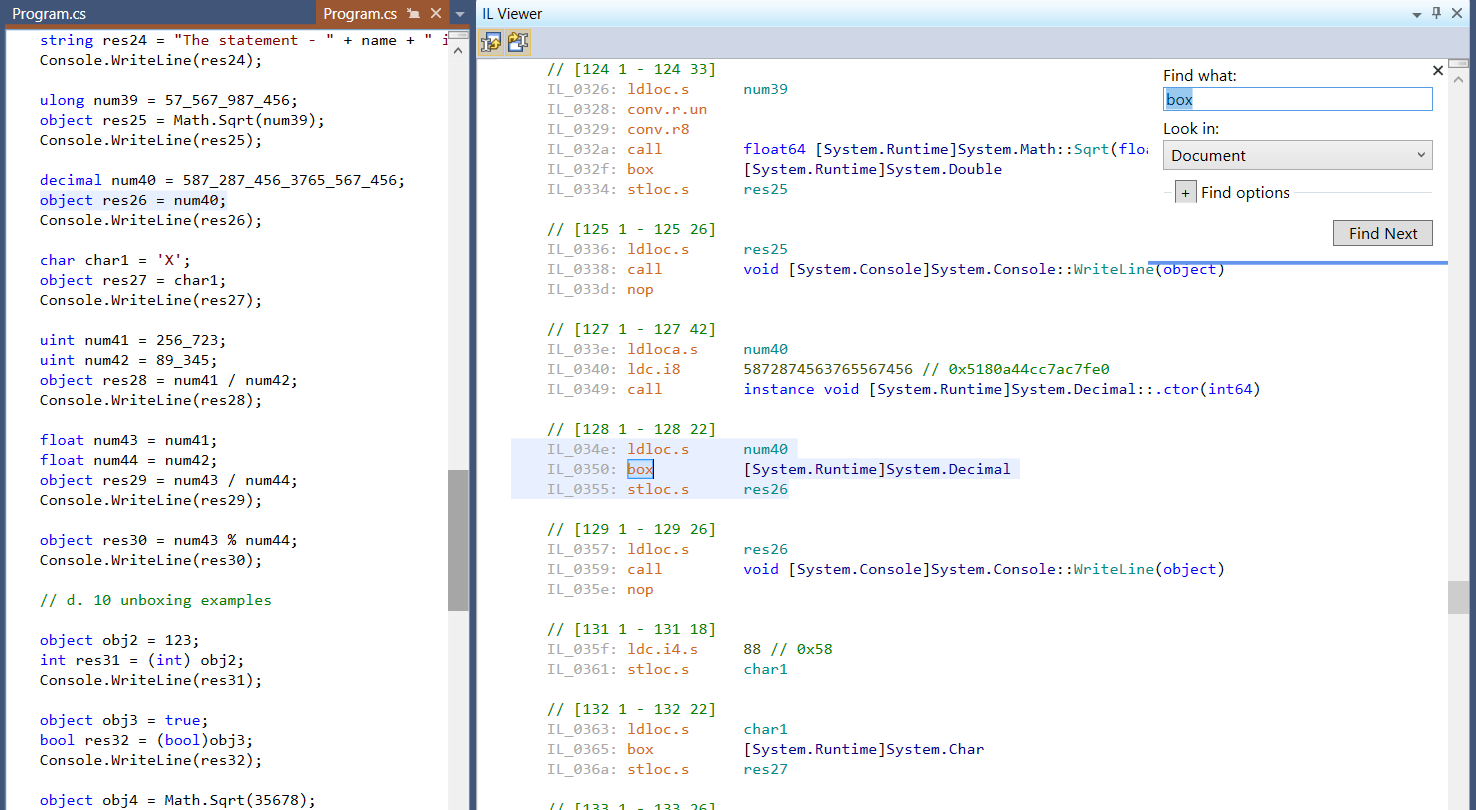 Program.cs
Program.cs
string res24 = "The statement - " + name + " i
Console.WriteLine(res24);
ulong num39 = 57_567_987_456;
object res25 = Math.Sqrt(num39);
Console.WriteLine(res25);
decimal num40 = 587_287_456_3765_567_456;
object res26 = num40;
Console.WriteLine(res26);
char char1 = 'X';
object res27 = char1;
Console.WriteLine(res27);
uint num41 = 256_723;
uint num42 = 89_345;
object res28 = num41 / num42;
Console.WriteLine(res28);
float num43 = num41;
float num44 = num42;
object res29 = num43 / num44;
Console.WriteLine(res29);
object res30 = num43 % num44;
Console.WriteLine(res30);
// d. 10 unboxing examples
object obj2 = 123;
int res31 = (int) obj2;
Console.WriteLine(res31);
object obj3 = true;
bool res32 = (bool)obj3;
Console.WriteLine(res32);
object obj4 = Math.Sqrt(35678);
IL Viewer
// [124 1 - 124 33]
IL_0326: ldloc.s num39
IL_0328: conv.r.un
IL_0329: conv.r8
IL_032a: call float64 [System.Runtime]System.Math::Sqrt(floa
IL_032f: box [System.Runtime]System.Double
IL_0334: stloc.s res25
// [125 1 - 125 26]
IL_0336: ldloc.s res25
IL_0338: call void [System.Console]System.Console::WriteLine(object)
IL_033d: nop
// [127 1 - 127 42]
IL_033e: ldloca.s num40
IL_0340: ldc.i8 5872874563765567456 // 0x5180a44cc7ac7fe0
IL_0349: call instance void [System.Runtime]System.Decimal::.ctor(int64)
// [128 1 - 128 22]
IL_034e: ldloc.s num40
IL_0350: box [System.Runtime]System.Decimal
IL_0355: stloc.s res26
// [129 1 - 129 26]
IL_0357: ldloc.s res26
IL_0359: call void [System.Console]System.Console::WriteLine(object)
IL_035e: nop
// [131 1 - 131 18]
IL_035f: ldc.i4.s 88 // 0x58
IL_0361: stloc.s char1
// [132 1 - 132 22]
IL_0363: ldloc.s char1
IL_0365: box [System.Runtime]System.Char
IL_036a: stloc.s res27
// [133 1 - 133 26]
Find what:
box
Look in:
Document
+ Find options
Find Next